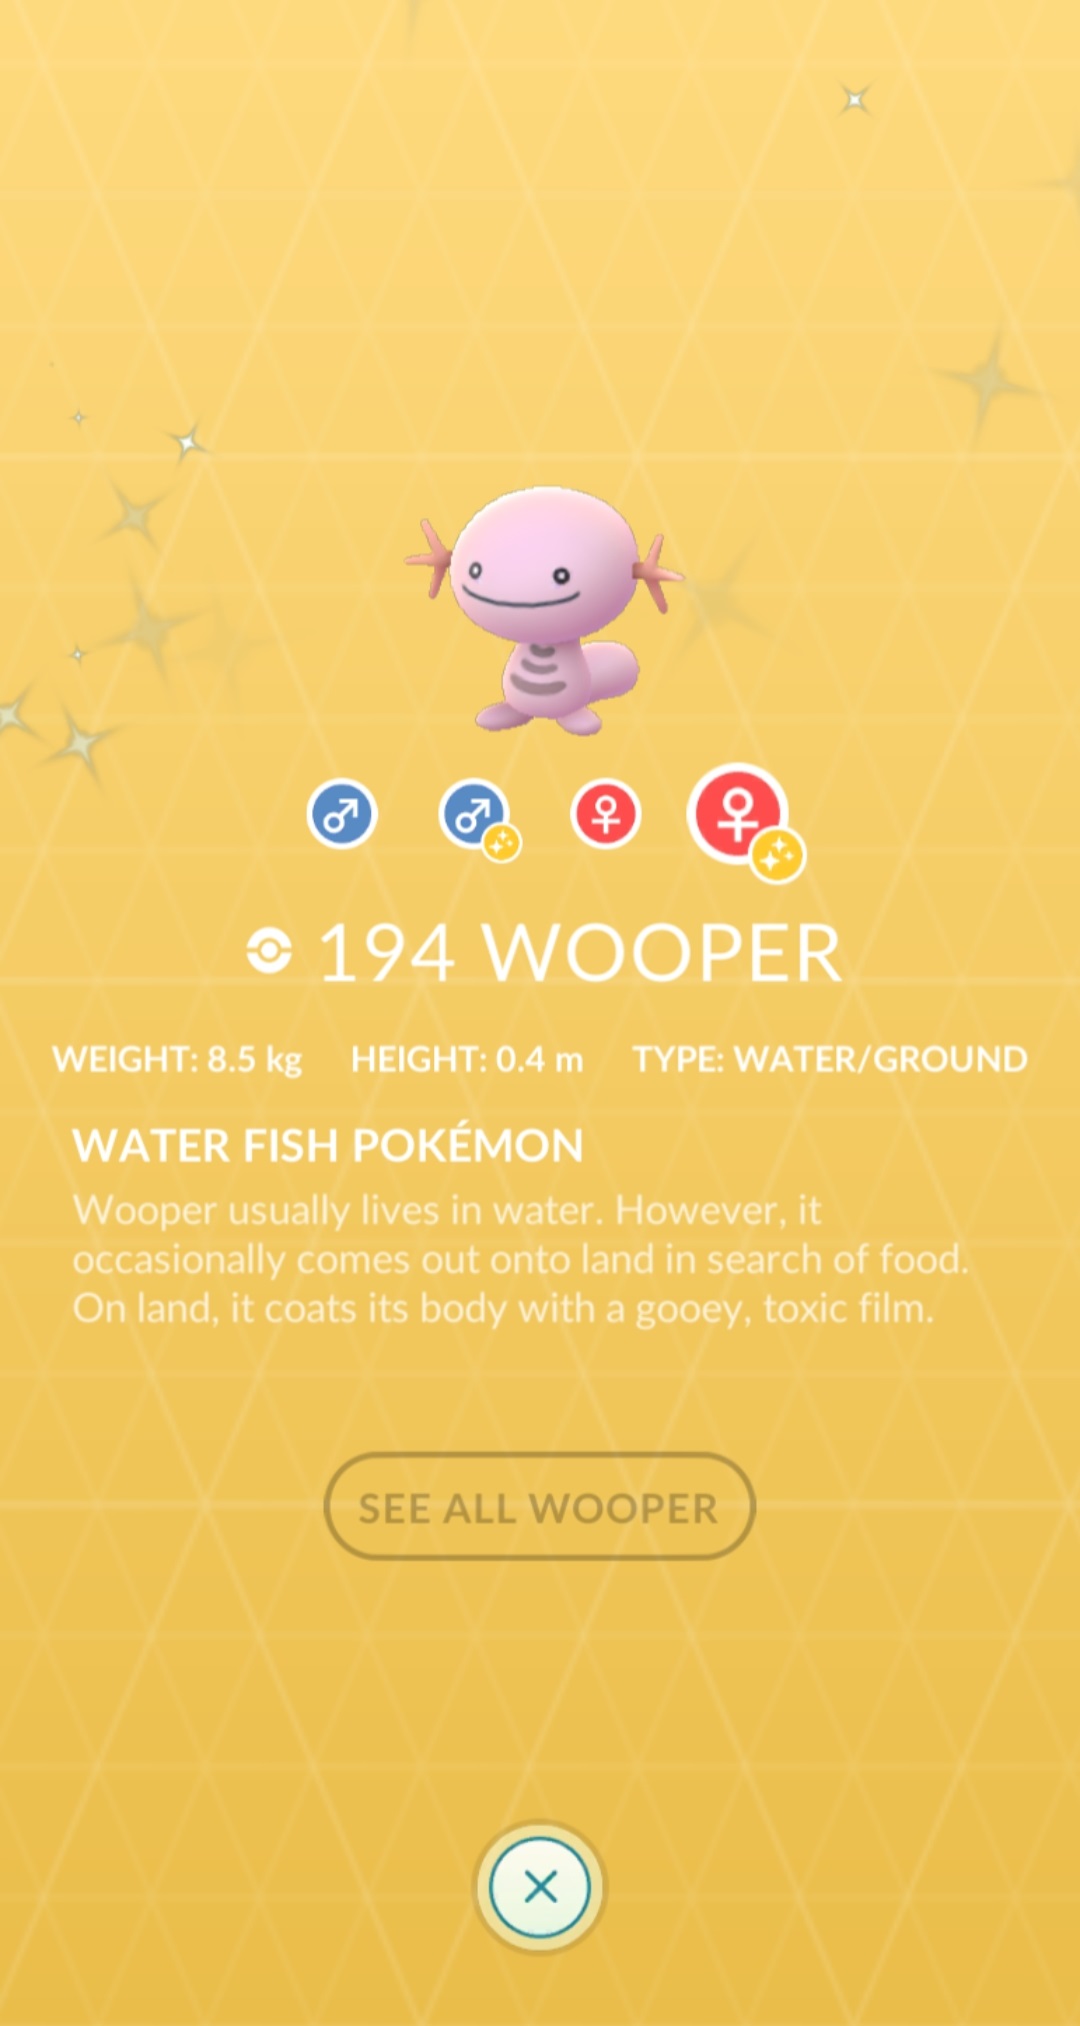 194 WOOPER
WEIGHT: 8.5 kg HEIGHT: 0.4 m TYPE: WATER/GROUND
WATER FISH POKÉMON
Wooper usually lives in water. However, it
occasionally comes out onto land in search of food.
On land, it coats its body with a gooey, toxic film.
SEE ALL WOOPER